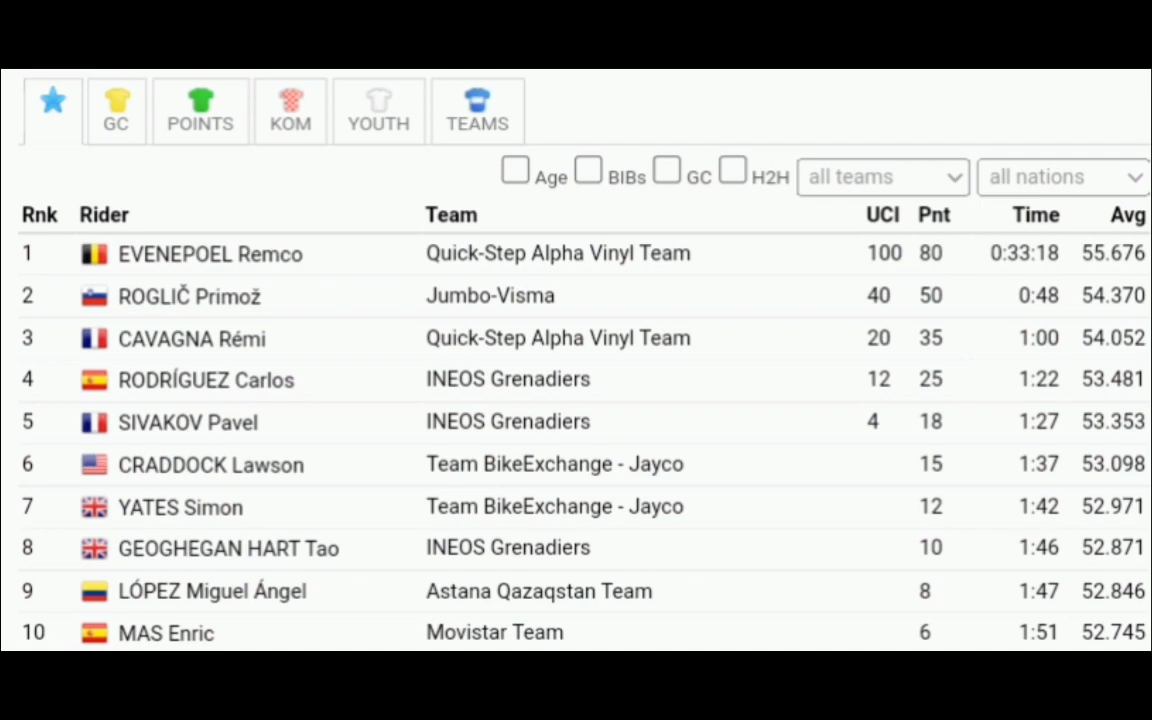 GC POINTS KOM YOUTH TEAMS
Age BIBs GC H2H all teams all nations
Rnk Rider Team UCI Pnt Time Avg
1 EVENEPOEL Remco Quick-Step Alpha Vinyl Team 100 80 0:33:18 55.676
2 ROGLIČ Primož Jumbo-Visma 40 50 0:48 54.370
3 CAVAGNA Rémi Quick-Step Alpha Vinyl Team 20 35 1:00 54.052
4 RODRÍGUEZ Carlos INEOS Grenadiers 12 25 1:22 53.481
5 SIVAKOV Pavel INEOS Grenadiers 4 18 1:27 53.353
6 CRADDOCK Lawson Team BikeExchange - Jayco 15 1:37 53.098
7 YATES Simon Team BikeExchange - Jayco 12 1:42 52.971
8 GEOGHEGAN HART Tao INEOS Grenadiers 10 1:46 52.871
9 LÓPEZ Miguel Ángel Astana Qazaqstan Team 8 1:47 52.846
10 MAS Enric Movistar Team 6 1:51 52.745